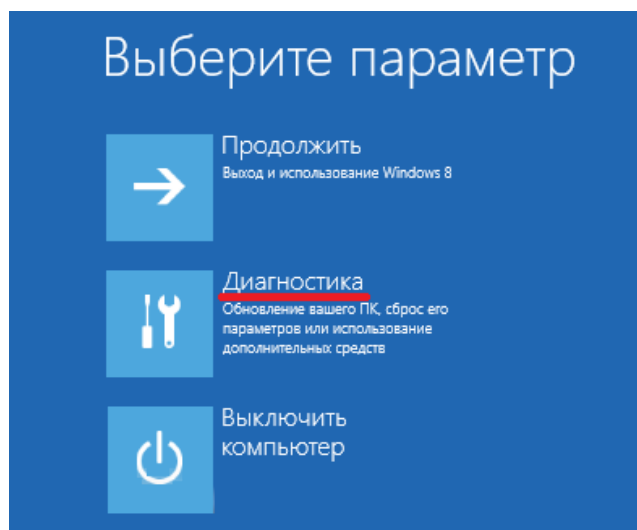 Выберите параметр
Продолжить
Выход и использование Windows 8
Диагностика
Обновление вашего ПК, сброс его
параметров или использование
дополнительных средств
Выключить
компьютер